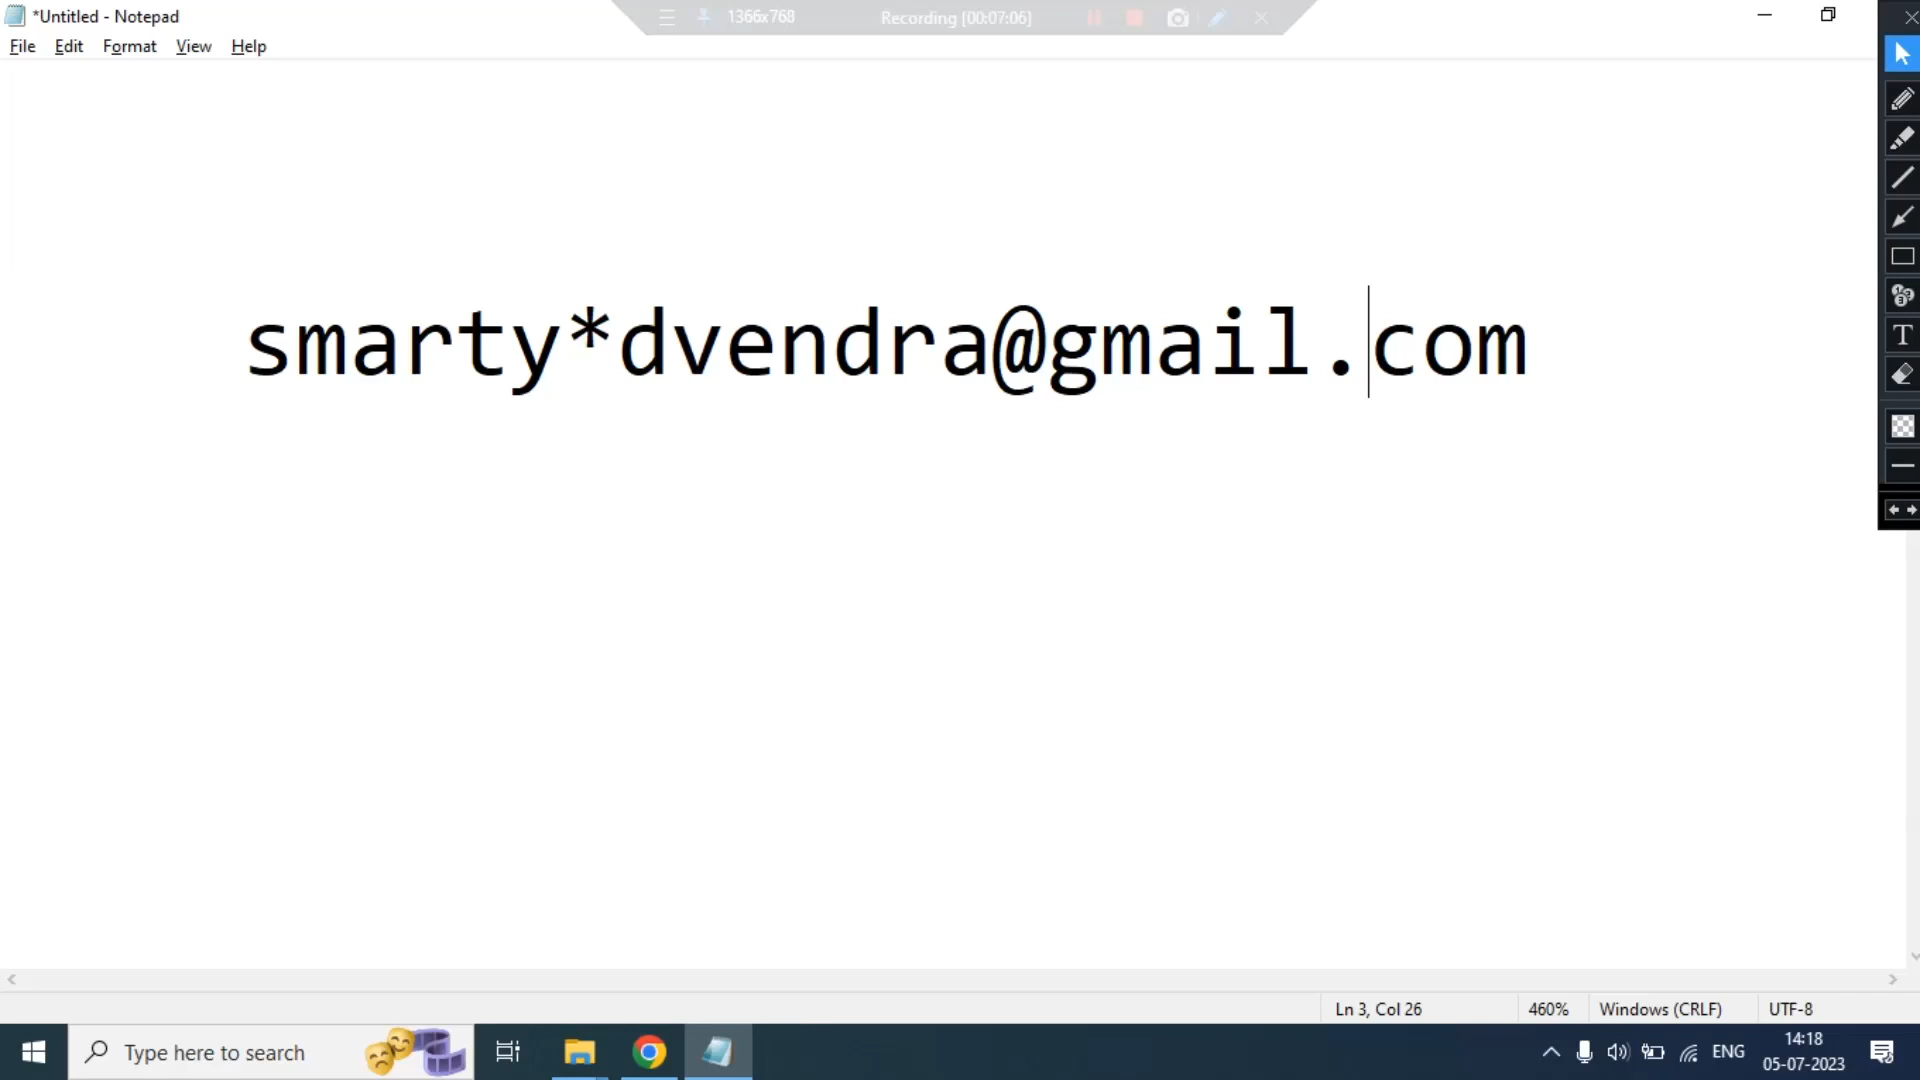 *Untitled - Notepad
1366x768
Recording [00:07:06]
File Edit Format View Help
smarty*dvendra@gmail.com
T
Ln 3, Col 26
460%
Windows (CRLF)
UTF-8
Type here to search
ENG
14:18
05-07-2023